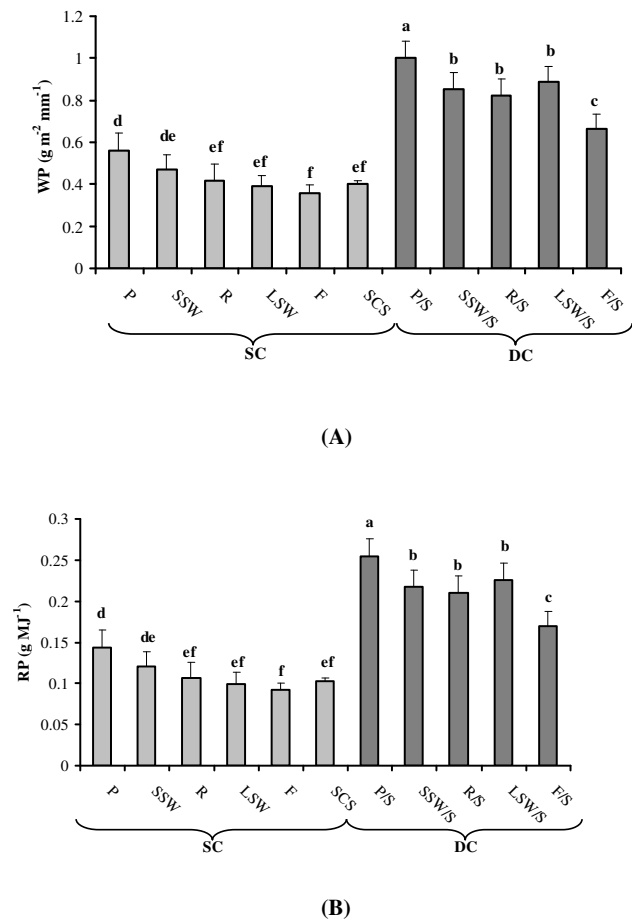 WP (g m⁻² mm⁻¹)
1.2
1
0.8
0.6
0.4
0.2
0
d de ef ef f ef a b b b c
P SSW R LSW F SCS P/S SSW/S R/S LSW/S F/S
SC DC
(A)
RP (g MJ⁻¹)
0.3
0.25
0.2
0.15
0.1
0.05
0
d de ef ef f ef a b b b c
P SSW R LSW F SCS P/S SSW/S R/S LSW/S F/S
SC DC
(B)